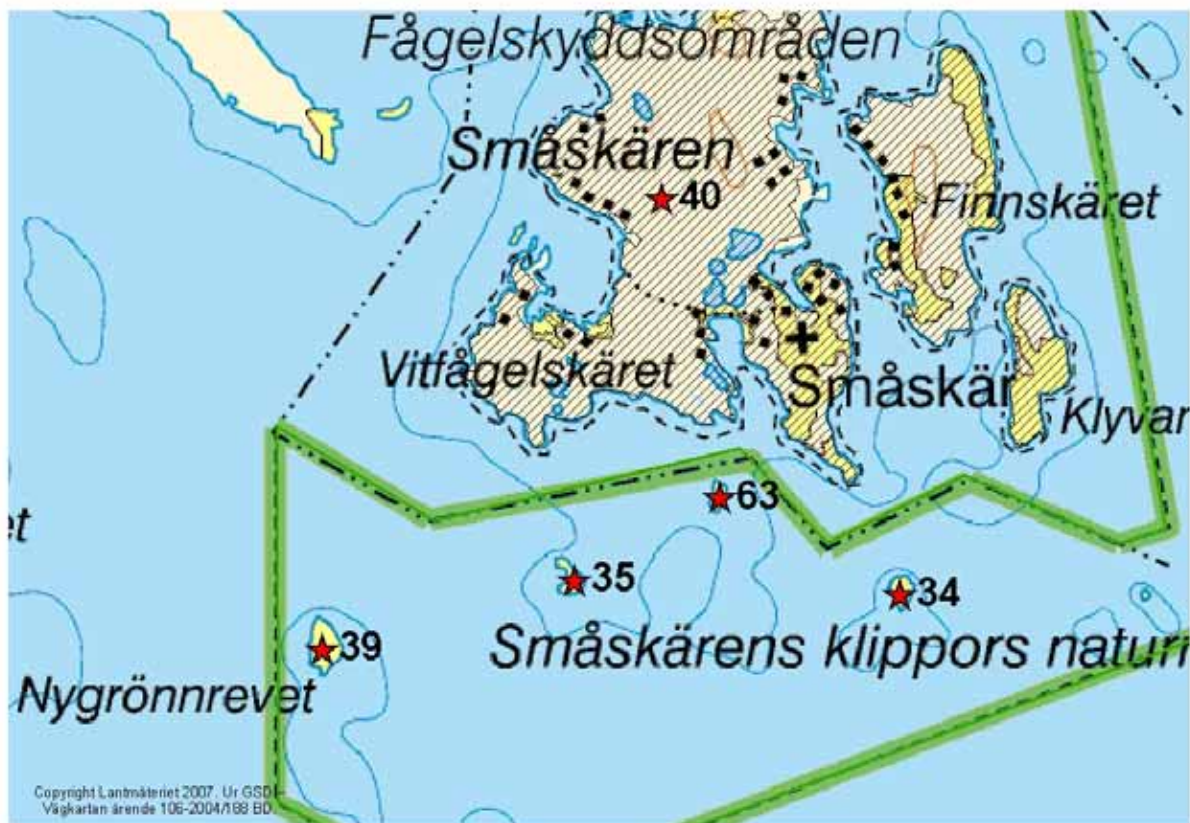 Fågelskyddsområden
Småskären
40
Finnskäret
Vitfågelskäret
Småskär
Klyvar
63
et
35
34
39
Småskärens klippors naturr
Nygrönnrevet
Copyright Lantmäteriet 2007. Ur GSD-
Vägkartan ärende 106-2004/188 BD.